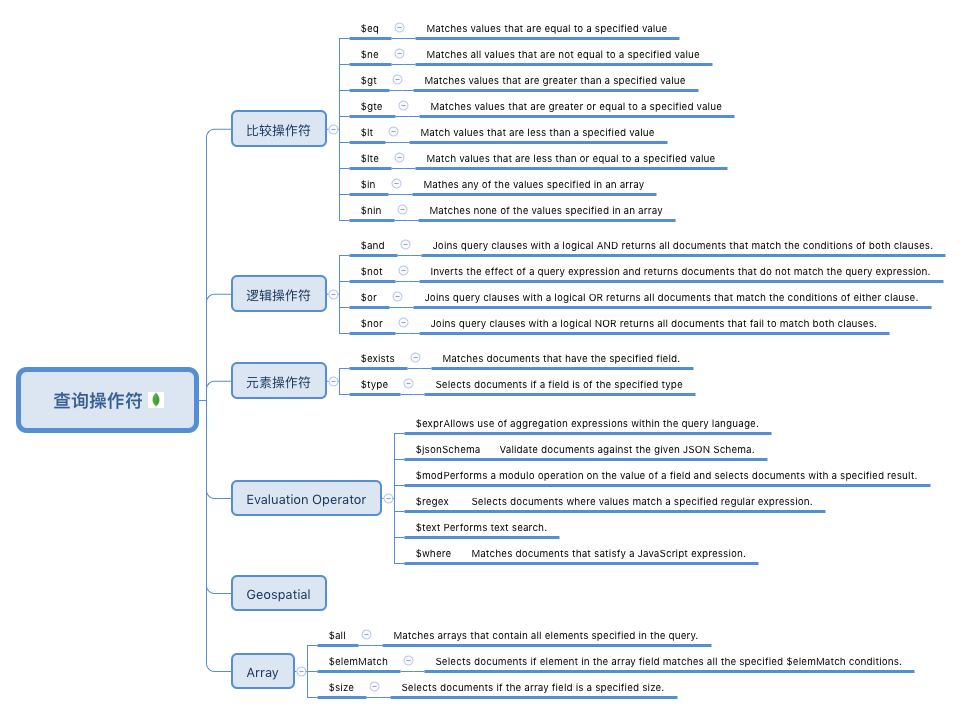 查询操作符
比较操作符
$eq Matches values that are equal to a specified value
$ne Matches all values that are not equal to a specified value
$gt Matches values that are greater than a specified value
$gte Matches values that are greater or equal to a specified value
$lt Match values that are less than a specified value
$lte Match values that are less than or equal to a specified value
$in Mathes any of the values specified in an array
$nin Matches none of the values specified in an array
逻辑操作符
$and Joins query clauses with a logical AND returns all documents that match the conditions of both clauses.
$not Inverts the effect of a query expression and returns documents that do not match the query expression.
$or Joins query clauses with a logical OR returns all documents that match the conditions of either clause.
$nor Joins query clauses with a logical NOR returns all documents that fail to match both clauses.
元素操作符
$exists Matches documents that have the specified field.
$type Selects documents if a field is of the specified type
Evaluation Operator
$exprAllows use of aggregation expressions within the query language.
$jsonSchema Validate documents against the given JSON Schema.
$modPerforms a modulo operation on the value of a field and selects documents with a specified result.
$regex Selects documents where values match a specified regular expression.
$text Performs text search.
$where Matches documents that satisfy a JavaScript expression.
Geospatial
Array
$all Matches arrays that contain all elements specified in the query.
$elemMatch Selects documents if element in the array field matches all the specified $elemMatch conditions.
$size Selects documents if the array field is a specified size.